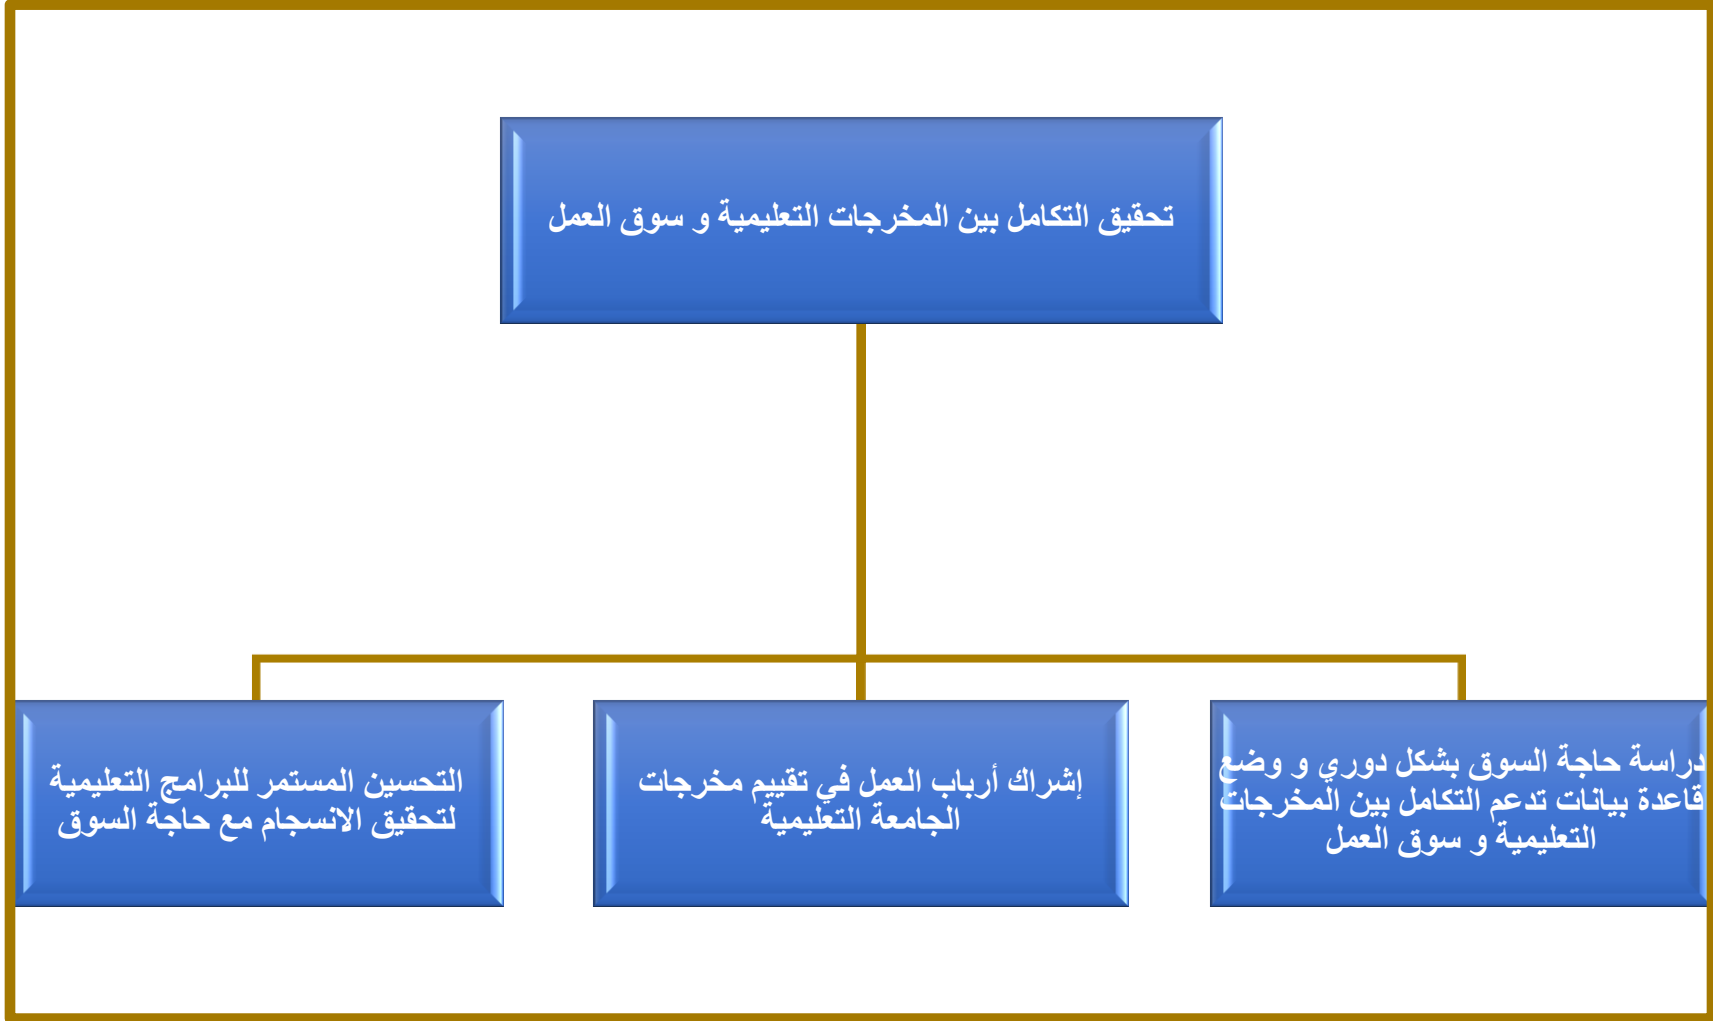 تحقيق التكامل بين المخرجات التعليمية و سوق العمل
دراسة حاجة السوق بشكل دوري و وضع
قاعدة بيانات تدعم التكامل بين المخرجات
التعليمية و سوق العمل
إشراك أرباب العمل في تقييم مخرجات
الجامعة التعليمية
التحسين المستمر للبرامج التعليمية
لتحقيق الانسجام مع حاجة السوق